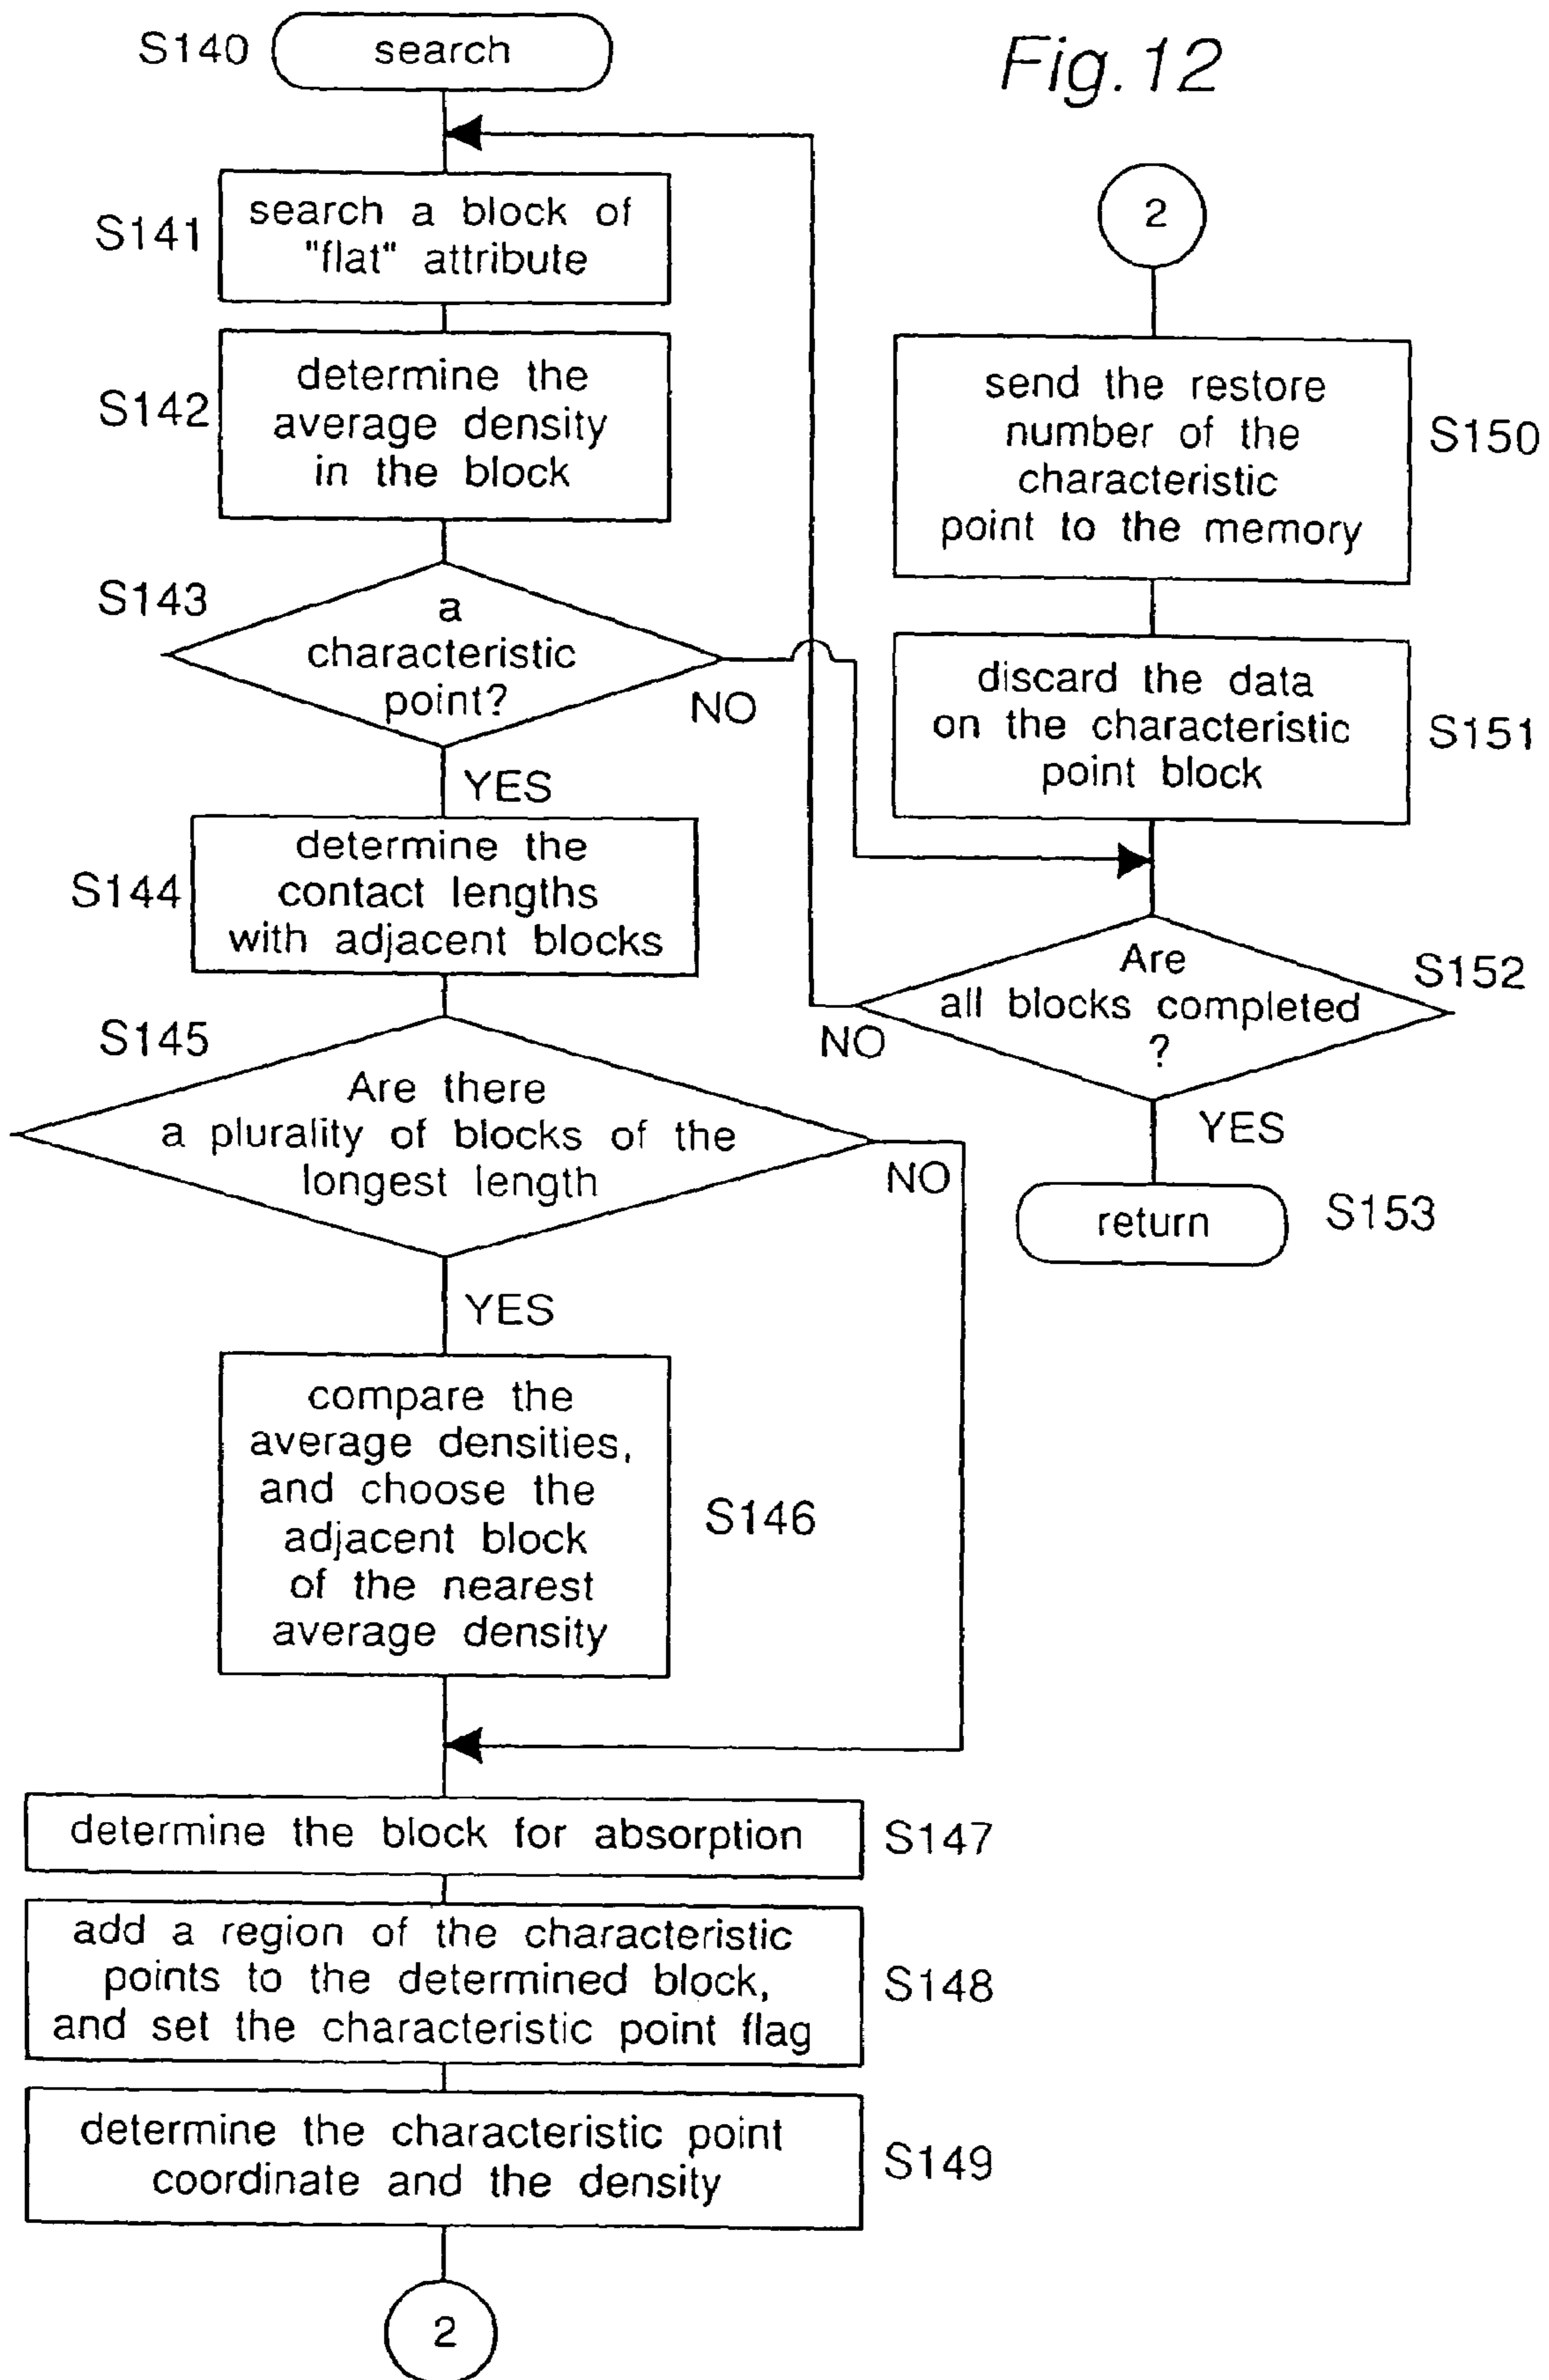 Fig.12
S140
search
S141
search a block of
"flat" attribute
S142
determine the
average density
in the block
S143
a
characteristic
point?
NO
YES
S144
determine the
contact lengths
with adjacent blocks
S145
Are there
a plurality of blocks of the
longest length
NO
YES
compare the
average densities,
and choose the
adjacent block
of the nearest
average density
S146
determine the block for absorption
S147
add a region of the characteristic
points to the determined block,
and set the characteristic point flag
S148
determine the characteristic point
coordinate and the density
S149
2
2
send the restore
number of the
characteristic
point to the memory
S150
discard the data
on the characteristic
point block
S151
Are
all blocks completed
?
S152
NO
YES
return
S153